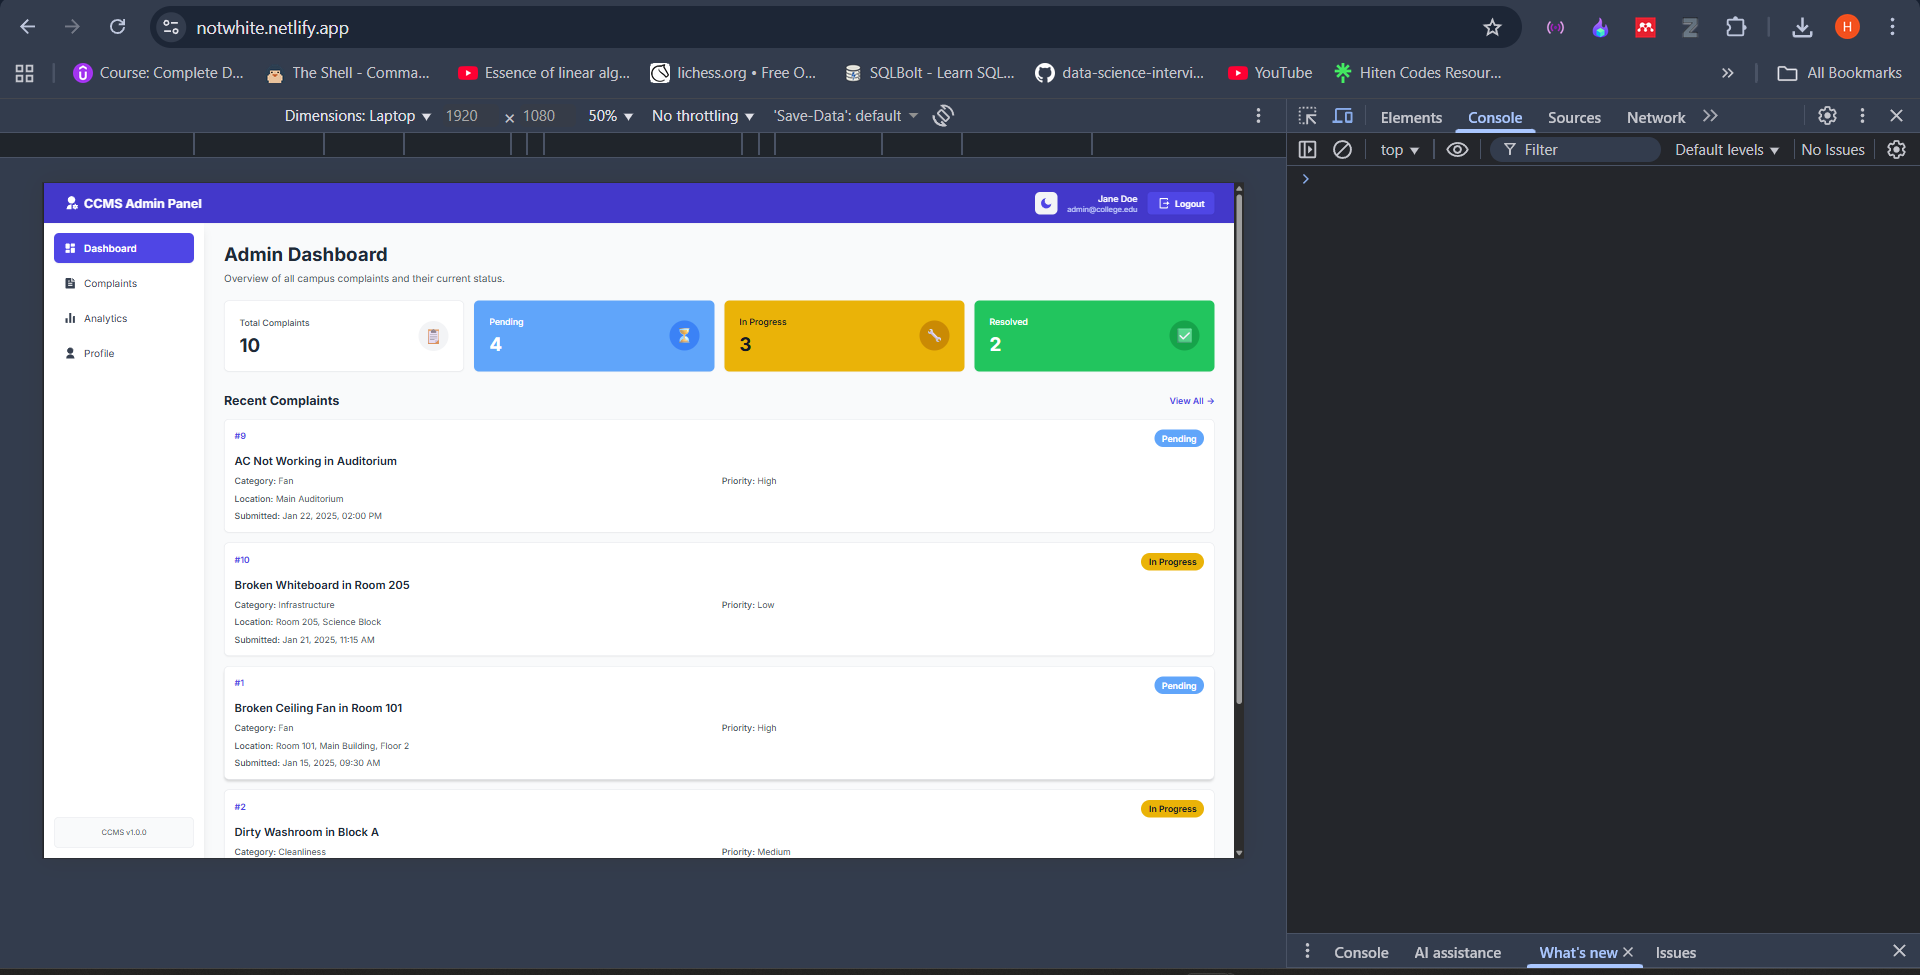 notwhite.netlify.app
H
Course: Complete D...
The Shell - Comma...
Essence of linear alg...
lichess.org • Free O...
SQLBolt - Learn SQL...
data-science-intervi...
YouTube
Hiten Codes Resour...
All Bookmarks
Dimensions: Laptop 1920 × 1080 50% No throttling 'Save-Data': default
Elements Console Sources Network
top Filter Default levels No Issues
CCMS Admin Panel
Jane Doe
admin@college.edu
Logout
Dashboard
Complaints
Analytics
Profile
CCMS v1.0.0
Admin Dashboard
Overview of all campus complaints and their current status.
Total Complaints
10
Pending
4
In Progress
3
Resolved
2
Recent Complaints
View All →
#9
Pending
AC Not Working in Auditorium
Category: Fan
Priority: High
Location: Main Auditorium
Submitted: Jan 22, 2025, 02:00 PM
#10
In Progress
Broken Whiteboard in Room 205
Category: Infrastructure
Priority: Low
Location: Room 205, Science Block
Submitted: Jan 21, 2025, 11:15 AM
#1
Pending
Broken Ceiling Fan in Room 101
Category: Fan
Priority: High
Location: Room 101, Main Building, Floor 2
Submitted: Jan 15, 2025, 09:30 AM
#2
In Progress
Dirty Washroom in Block A
Category: Cleanliness
Priority: Medium
Console AI assistance What's new Issues